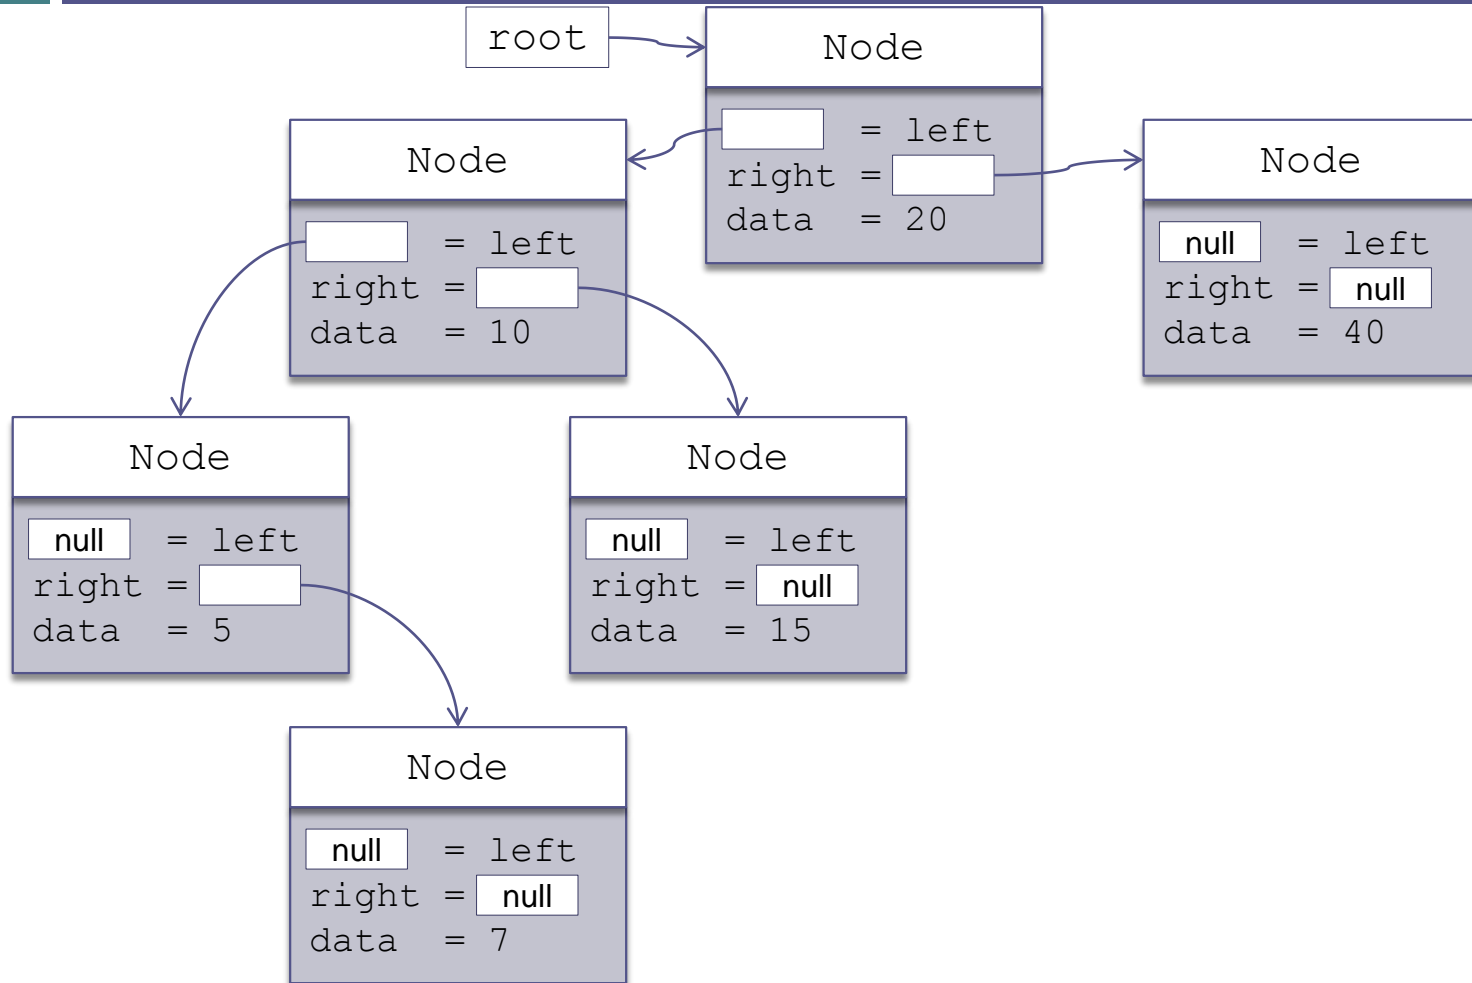 root
Node
= left
right =
data = 20
Node
= left
right =
data = 10
Node
null = left
right = null
data = 40
Node
null = left
right =
data = 5
Node
null = left
right = null
data = 15
Node
null = left
right = null
data = 7